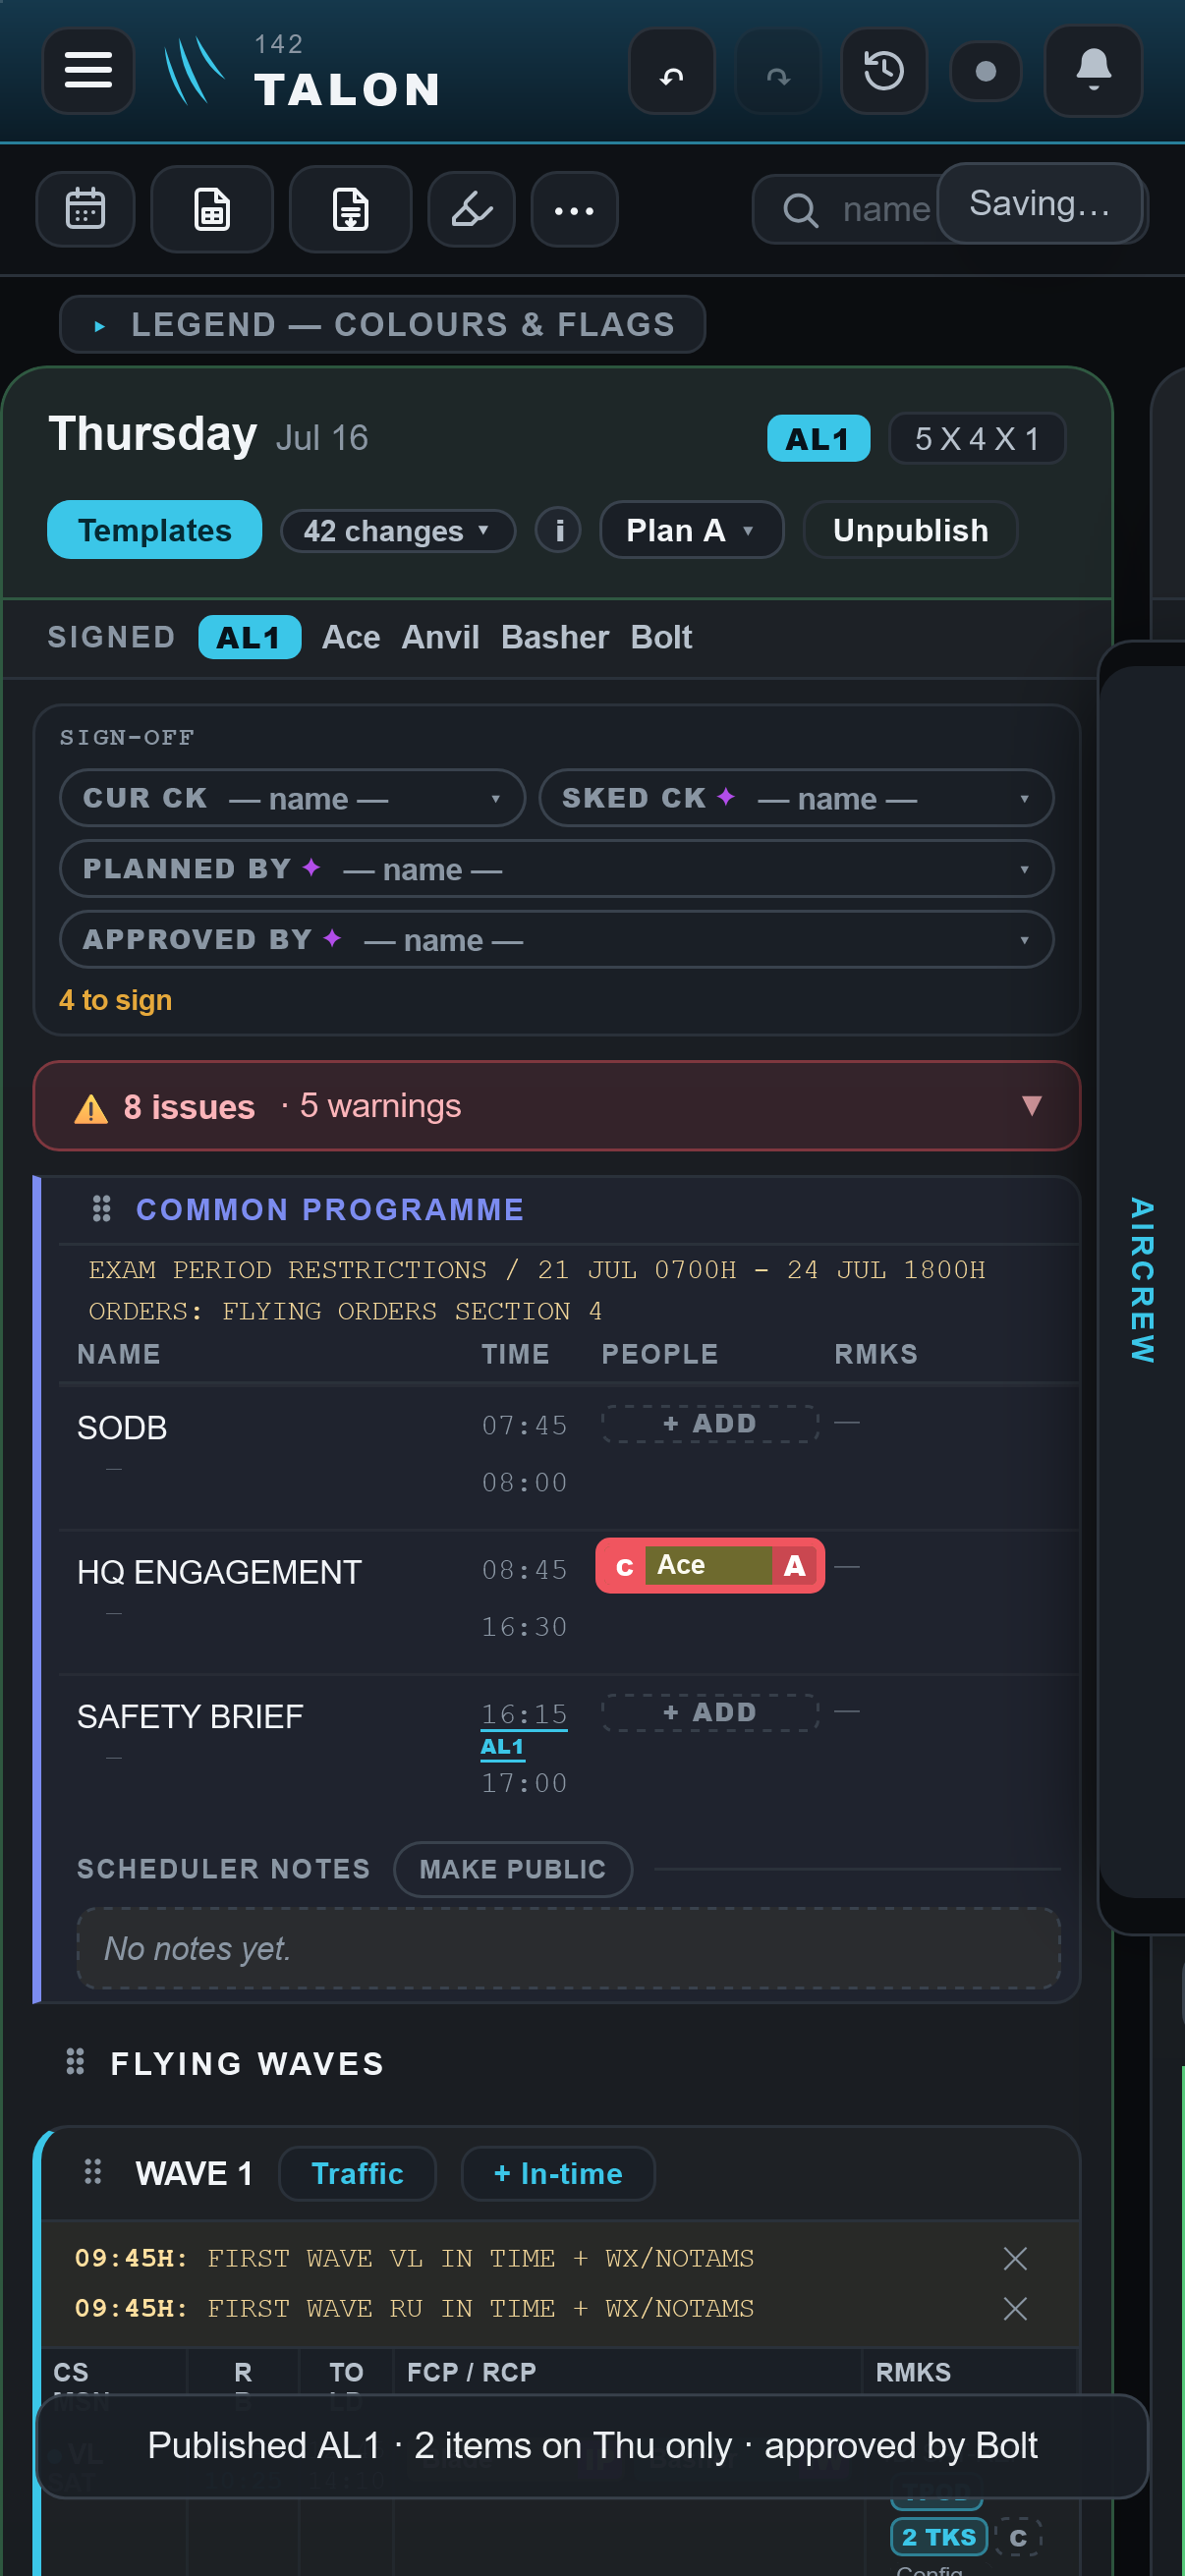 142
TALON
name
Saving...
▸ LEGEND — COLOURS & FLAGS
Thursday Jul 16 AL1 5 X 4 X 1
Templates 42 changes ▾ i Plan A ▾ Unpublish
SIGNED AL1 Ace Anvil Basher Bolt
SIGN-OFF
CUR CK — name — ▾ SKED CK ✦ — name — ▾
PLANNED BY ✦ — name — ▾
APPROVED BY ✦ — name — ▾
4 to sign
⚠️ 8 issues · 5 warnings ▼
COMMON PROGRAMME
EXAM PERIOD RESTRICTIONS / 21 JUL 0700H - 24 JUL 1800H
ORDERS: FLYING ORDERS SECTION 4
NAME TIME PEOPLE RMKS
SODB 07:45 + ADD —
— 08:00
HQ ENGAGEMENT 08:45 C Ace A —
— 16:30
SAFETY BRIEF 16:15 + ADD —
— AL1
17:00
SCHEDULER NOTES MAKE PUBLIC
No notes yet.
FLYING WAVES
WAVE 1 Traffic + In-time
09:45H: FIRST WAVE VL IN TIME + WX/NOTAMS
09:45H: FIRST WAVE RU IN TIME + WX/NOTAMS
CS R TO FCP / RCP RMKS
MSN B LD
Published AL1 · 2 items on Thu only · approved by Bolt
VL
SAT
TPOD
2 TKS C
Config
AIRCREW